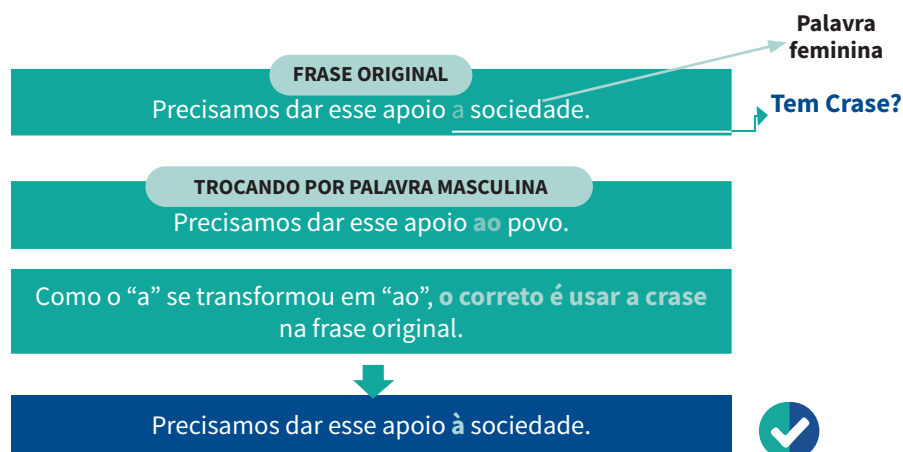 Palavra
feminina
FRASE ORIGINAL
Precisamos dar esse apoio a sociedade.
Tem Crase?
TROCANDO POR PALAVRA MASCULINA
Precisamos dar esse apoio ao povo.
Como o “a” se transformou em “ao”, o correto é usar a crase
na frase original.
Precisamos dar esse apoio à sociedade.